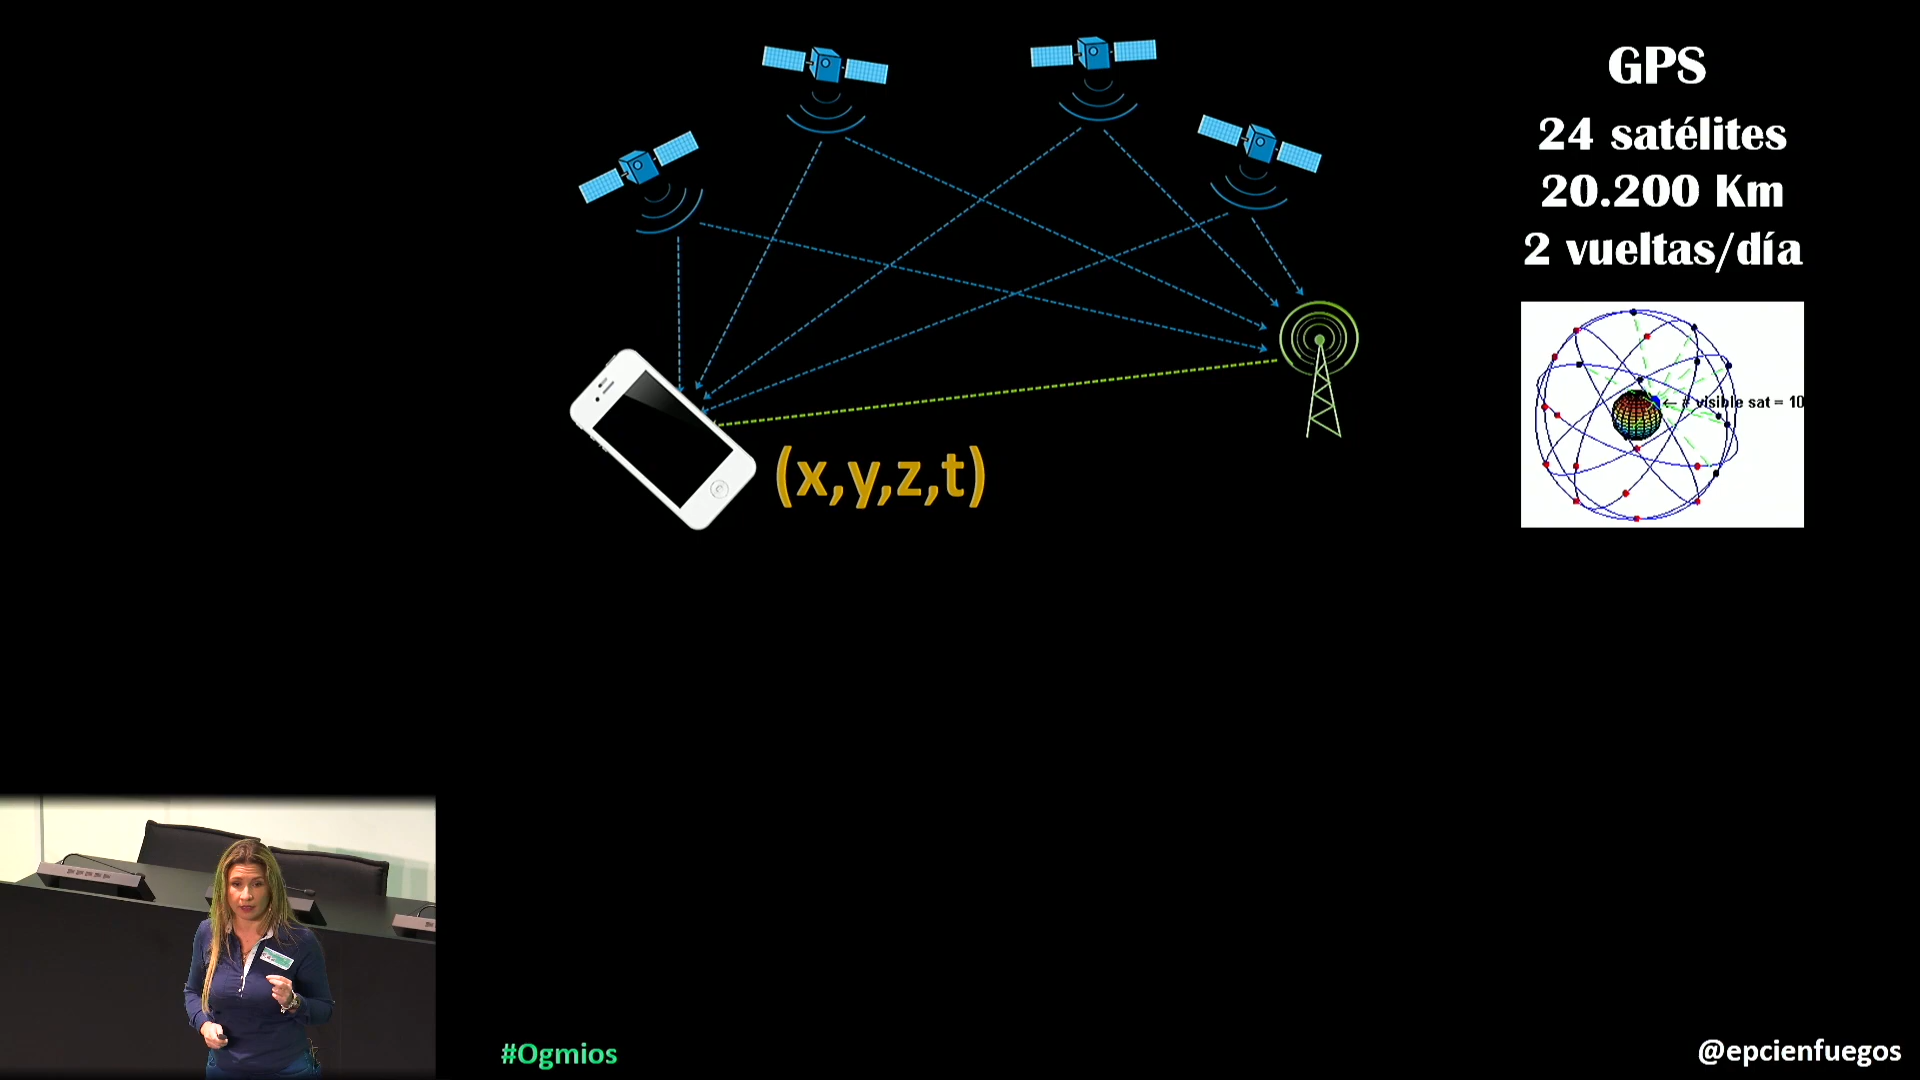 GPS
24 satélites
20.200 Km
2 vueltas/día
← # visible sat = 10
(x,y,z,t)
#Ogmios
@epcienfuegos